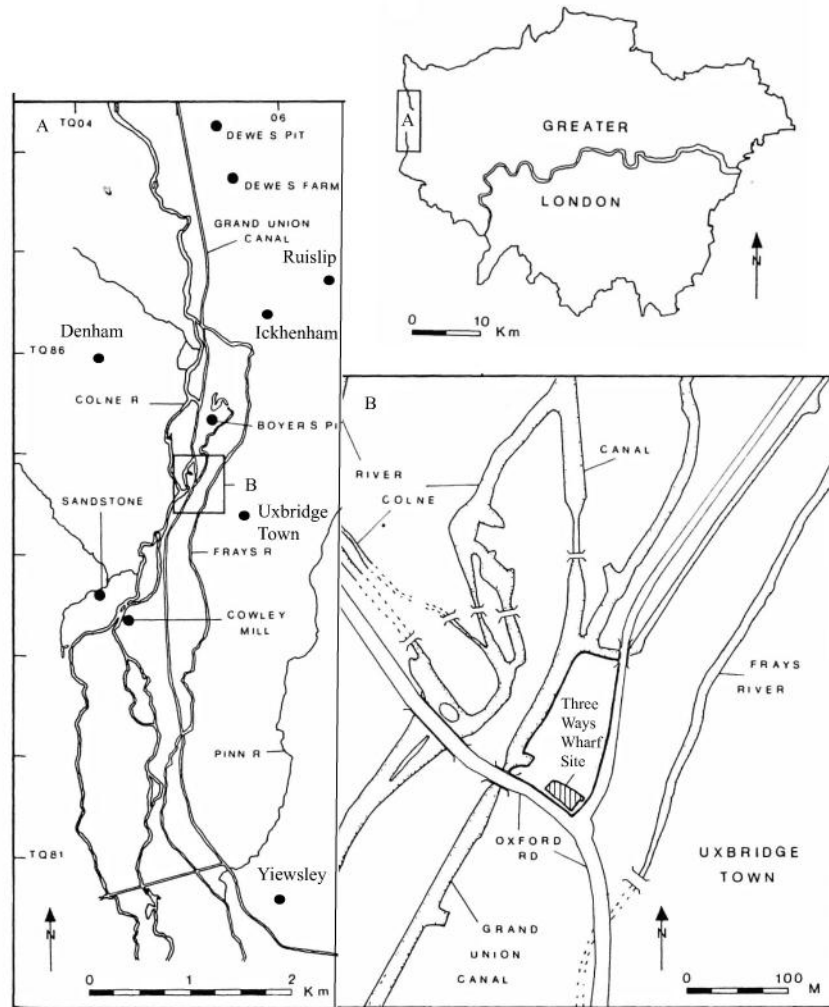 A
TQ04
06
DEWE S PIT
DEWE S FARM
GRAND UNION
CANAL
Ruislip
Ickhenham
Denham
TQ86
COLNE R
BOYER S PI
B
SANDSTONE
Uxbridge
Town
FRAYS R
COWLEY
MILL
PINN R
TQ81
Yiewsley
N
0 1 2
Km
A
GREATER
LONDON
N
0 10
Km
B
RIVER
COLNE
CANAL
FRAYS
RIVER
Three
Ways
Wharf
Site
OXFORD
RD
UXBRIDGE
TOWN
GRAND
UNION
CANAL
N
0 100
M